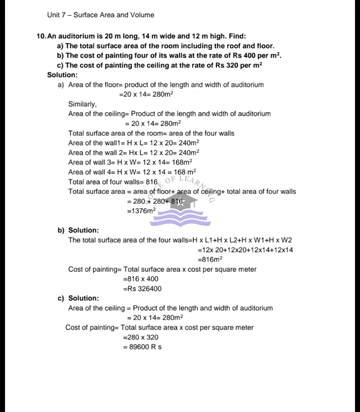 Unit 7 – Surface Area and Volume
10. An auditorium is 20 m long, 14 m wide and 12 m high. Find:
a) The total surface area of the room including the roof and floor.
b) The cost of painting four of its walls at the rate of Rs 400 per m².
c) The cost of painting the ceiling at the rate of Rs 320 per m²
Solution:
a) Area of the floor= product of the length and width of auditorium
=20 x 14= 280m²
Similarly,
Area of the ceiling= Product of the length and width of auditorium
= 20 x 14= 280m²
Total surface area of the room= area of the four walls
Area of the wall1= H x L= 12 x 20= 240m²
Area of the wall 2= Hx L= 12 x 20= 240m²
Area of wall 3= H x W= 12 x 14= 168m²
Area of wall 4= H x W= 12 x 14 = 168 m²
Total area of four walls= 816
OF LEARNING
Total surface area = area of floor+ area of ceiling+ total area of four walls
= 280 + 280+ 816
=1376m²
b) Solution:
The total surface area of the four walls=H x L1+H x L2+H x W1+H x W2
=12x 20+12x20+12x14+12x14
=816m²
Cost of painting= Total surface area x cost per square meter
=816 x 400
=Rs 326400
c) Solution:
Area of the ceiling = Product of the length and width of auditorium
= 20 x 14= 280m²
Cost of painting= Total surface area x cost per square meter
=280 x 320
= 89600 R s